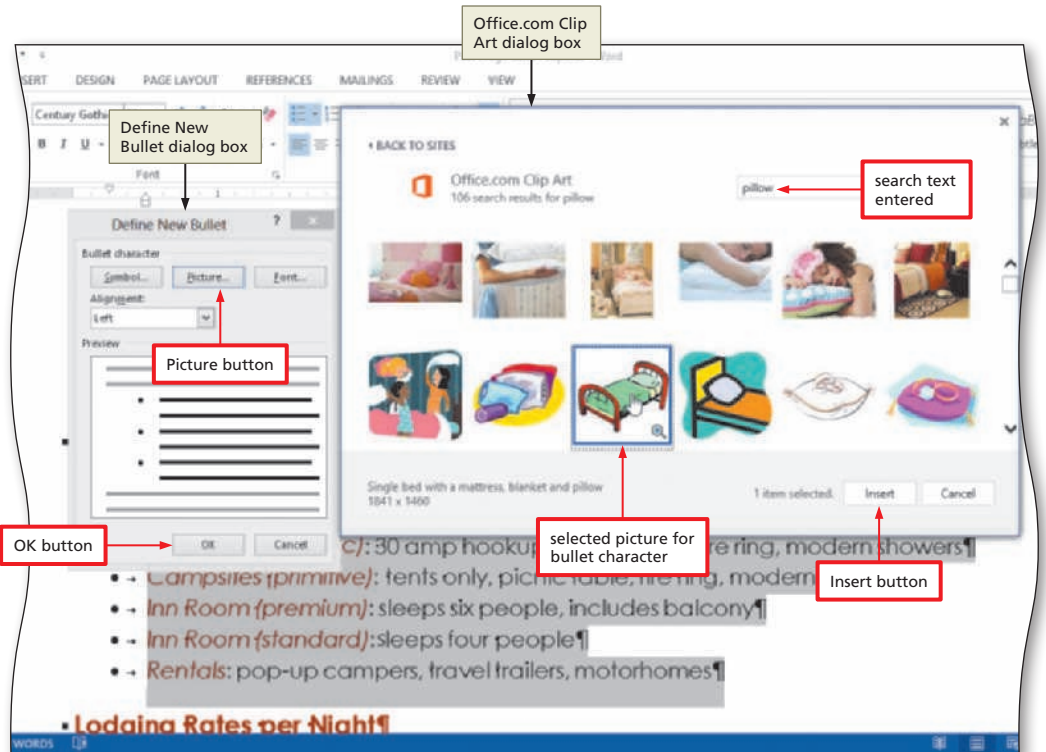 Office.com Clip
Art dialog box
SERT DESIGN PAGE LAYOUT REFERENCES MAILINGS REVIEW VIEW
Century Goth
Define New
Bullet dialog box
B I U
Font
1
BACK TO SITES
Office.com Clip Art
106 search results for pillow
pillow
search text
entered
Define New Bullet ? ×
Bullet character
Symbol... Picture... Font...
Alignment:
Left
Preview
Picture button
Single bed with a mattress, blanket and pillow
1841 x 1460
1 item selected. Insert Cancel
OK button
OK Cancel
selected picture for
bullet character
Insert button
c): 30 amp hookup re ring, modern showers¶
Campsites (primitive): tents only, picnic table, fire ring, modern
Inn Room (premium): sleeps six people, includes balcony¶
Inn Room (standard): sleeps four people¶
Rentals: pop-up campers, travel trailers, motorhomes¶
Lodging Rates per Night¶
WORDS